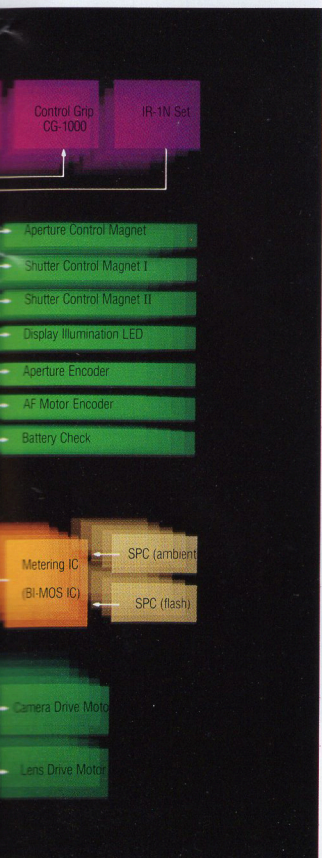 Control Grip
CG-1000
IR-1N Set
Aperture Control Magnet
Shutter Control Magnet I
Shutter Control Magnet II
Display Illumination LED
Aperture Encoder
AF Motor Encoder
Battery Check
Metering IC
(BI-MOS IC)
SPC (ambient
SPC (flash)
Camera Drive Moto
Lens Drive Motor